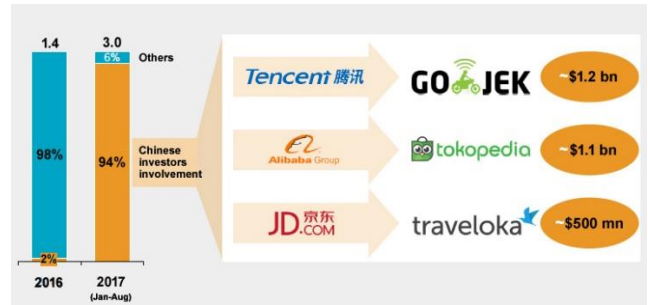 1.4
3.0
6%
Others
98%
94%
Chinese
investors
involvement
2%
2016
2017
(Jan-Aug)
Tencent 腾讯
GO JEK
~$1.2 bn
Alibaba Group
tokopedia
~$1.1 bn
JD.COM 京东
traveloka
~$500 mn